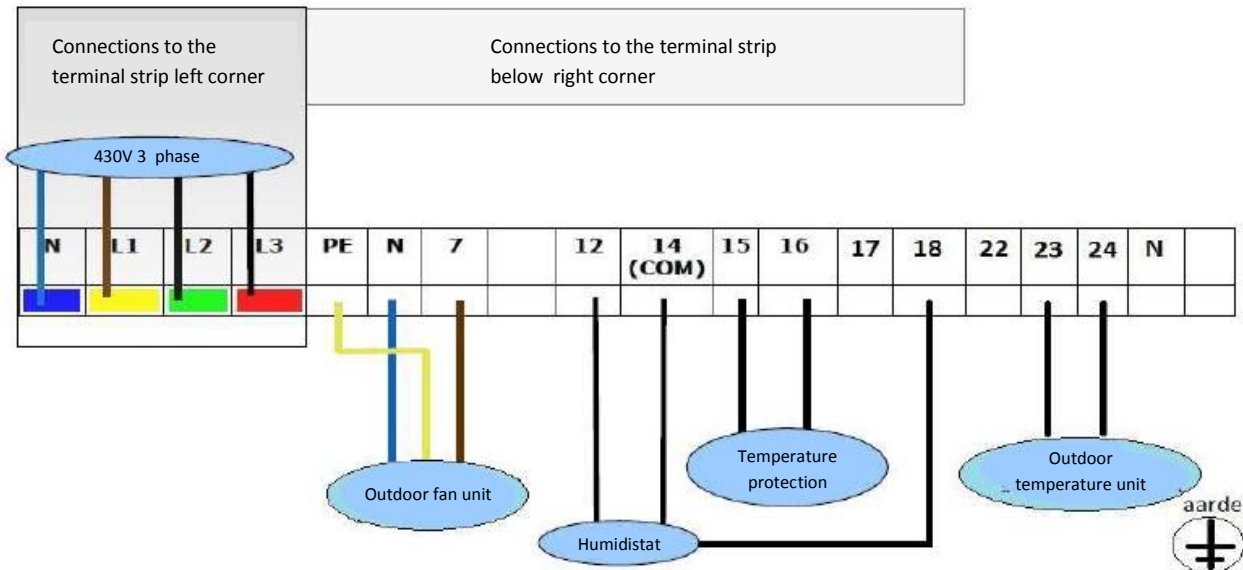 Connections to the
terminal strip left corner
Connections to the terminal strip
below right corner
430V 3 phase
N L1 L2 L3 PE N 7 12 14 15 16 17 18 22 23 24 N
(COM)
Temperature
protection
Outdoor
temperature unit
Outdoor fan unit
aarde
Humidistat